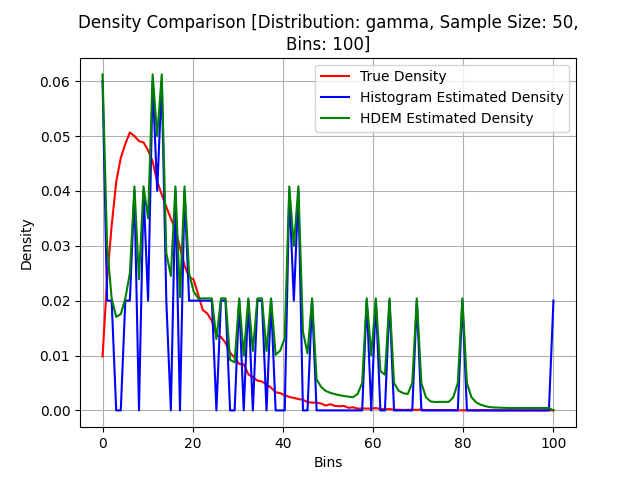 Density Comparison [Distribution: gamma, Sample Size: 50,
Bins: 100]
True Density
Histogram Estimated Density
HDEM Estimated Density
Density
0.06
0.05
0.04
0.03
0.02
0.01
0.00
0 20 40 60 80 100
Bins